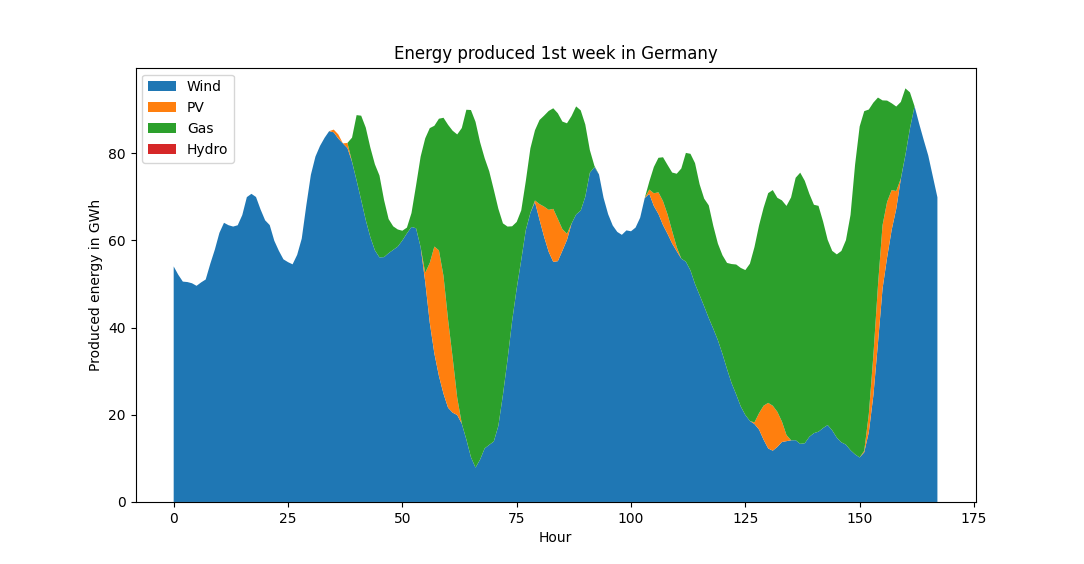 Energy produced 1st week in Germany
Wind
PV
Gas
Hydro
Produced energy in GWh
80
60
40
20
0
0 25 50 75 100 125 150 175
Hour